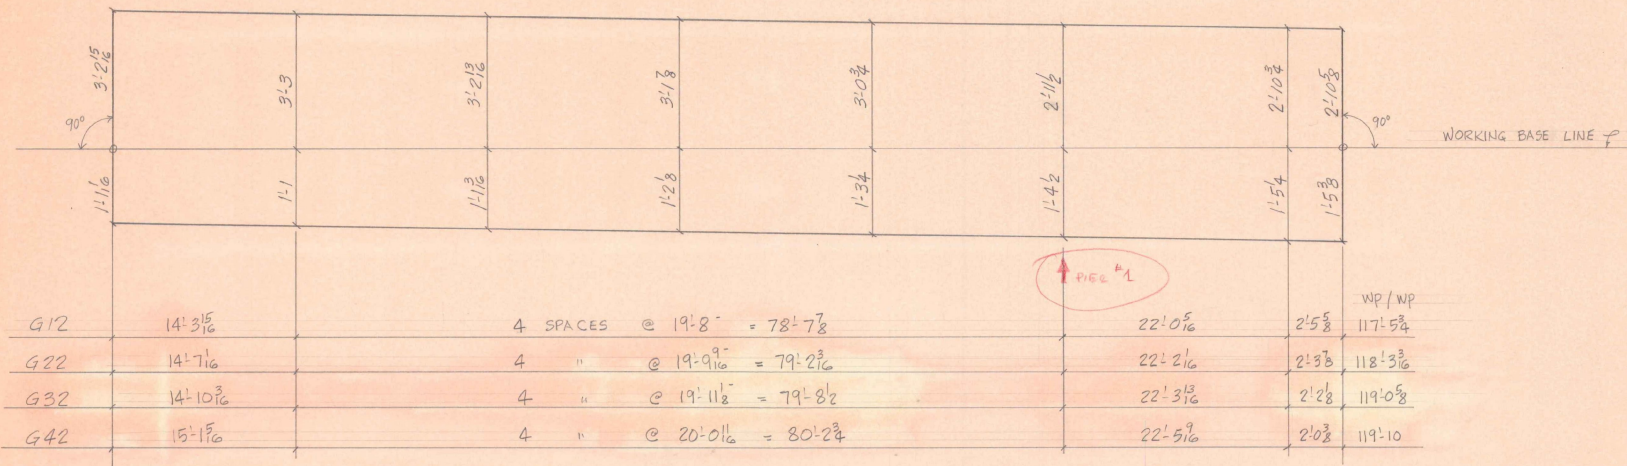 3'-2 15/16 3'-3 3'-2 13/16 3'-1 7/8 3'-0 3/4 2'-11 1/2 2'-10 3/4 2'-10 5/8
90° 90°
WORKING BASE LINE
1'-1 1/16 1'-1 1'-1 3/16 1'-2 1/8 1'-3 1/4 1'-4 1/2 1'-5 1/4 1'-5 3/8
PIER #1
WP/WP
G12 14'-3 15/16 4 SPACES @ 19'-8⁻ = 78'-7 7/8 22'-0 5/16 2'-5 5/8 117'-5 3/4
G22 14'-7 1/16 4 " @ 19'-9 9/16⁻ = 79'-2 3/16 22'-2 1/16 2'-3 7/8 118'-3 3/16
G32 14'-10 3/16 4 " @ 19'-11 1/8⁻ = 79'-8 1/2 22'-3 13/16 2'-2 1/8 119'-0 5/8
G42 15'-1 5/16 4 " @ 20'-0 11/16 = 80'-2 3/4 22'-5 9/16 2'-0 3/8 119'-10